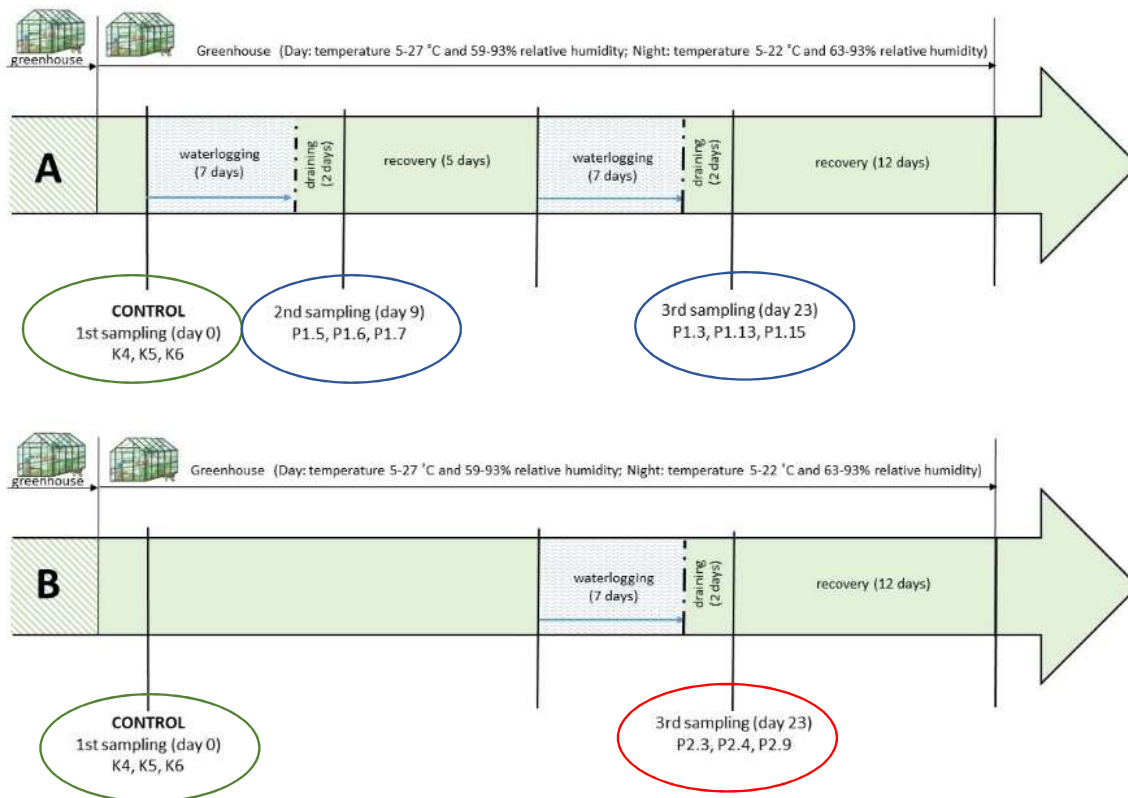 greenhouse
Greenhouse (Day: temperature 5-27 ˚C and 59-93% relative humidity; Night: temperature 5-22 ˚C and 63-93% relative humidity)
A
waterlogging
(7 days)
draining
(2 days)
recovery (5 days)
waterlogging
(7 days)
draining
(2 days)
recovery (12 days)
CONTROL
1st sampling (day 0)
K4, K5, K6
2nd sampling (day 9)
P1.5, P1.6, P1.7
3rd sampling (day 23)
P1.3, P1.13, P1.15
greenhouse
Greenhouse (Day: temperature 5-27 ˚C and 59-93% relative humidity; Night: temperature 5-22 ˚C and 63-93% relative humidity)
B
waterlogging
(7 days)
draining
(2 days)
recovery (12 days)
CONTROL
1st sampling (day 0)
K4, K5, K6
3rd sampling (day 23)
P2.3, P2.4, P2.9